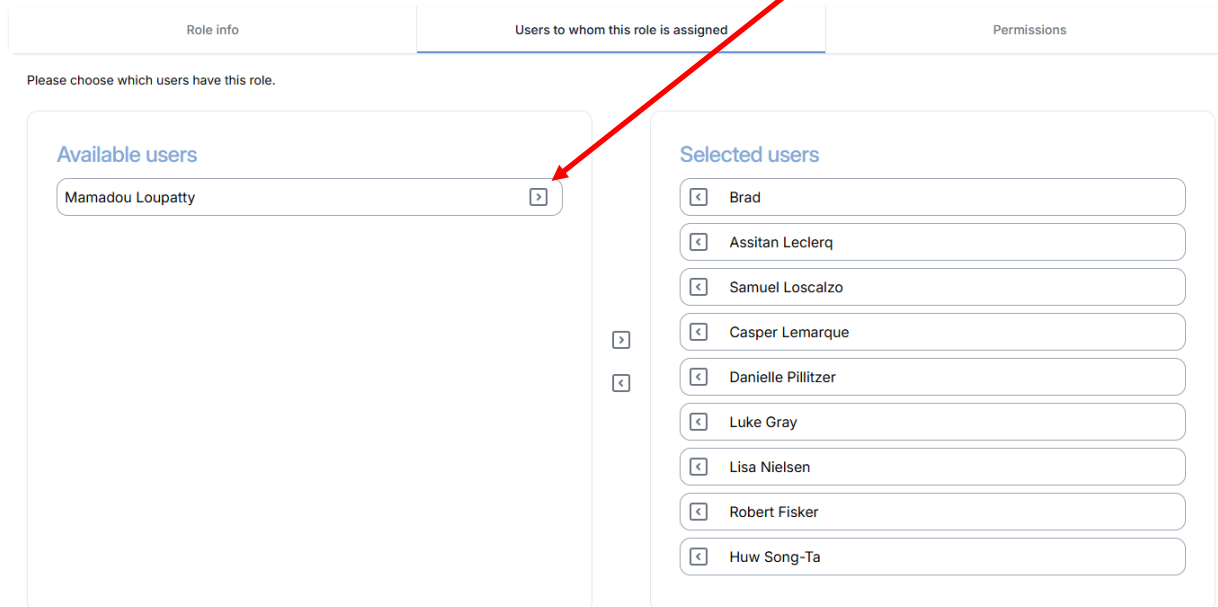 Role info
Users to whom this role is assigned
Permissions
Please choose which users have this role.
Available users
Mamadou Loupatty
Selected users
Brad
Assitan Leclerq
Samuel Loscalzo
Casper Lemarque
Danielle Pillitzer
Luke Gray
Lisa Nielsen
Robert Fisker
Huw Song-Ta